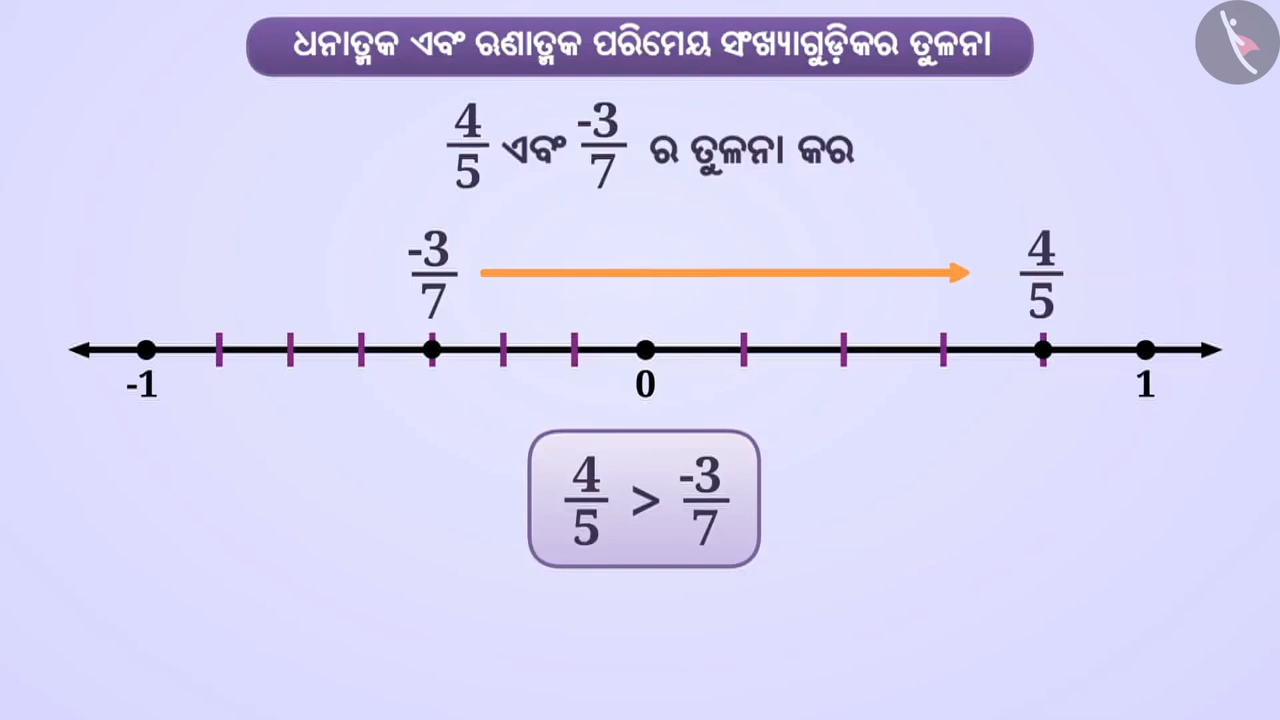 ଧନାତ୍ମକ ଏବଂ ଋଣାତ୍ମକ ପରିମେୟ ସଂଖ୍ୟାଗୁଡ଼ିକର ତୁଳନା
4/5 ଏବଂ -3/7 ର ତୁଳନା କର
-3/7 4/5
-1 0 1
4/5 > -3/7